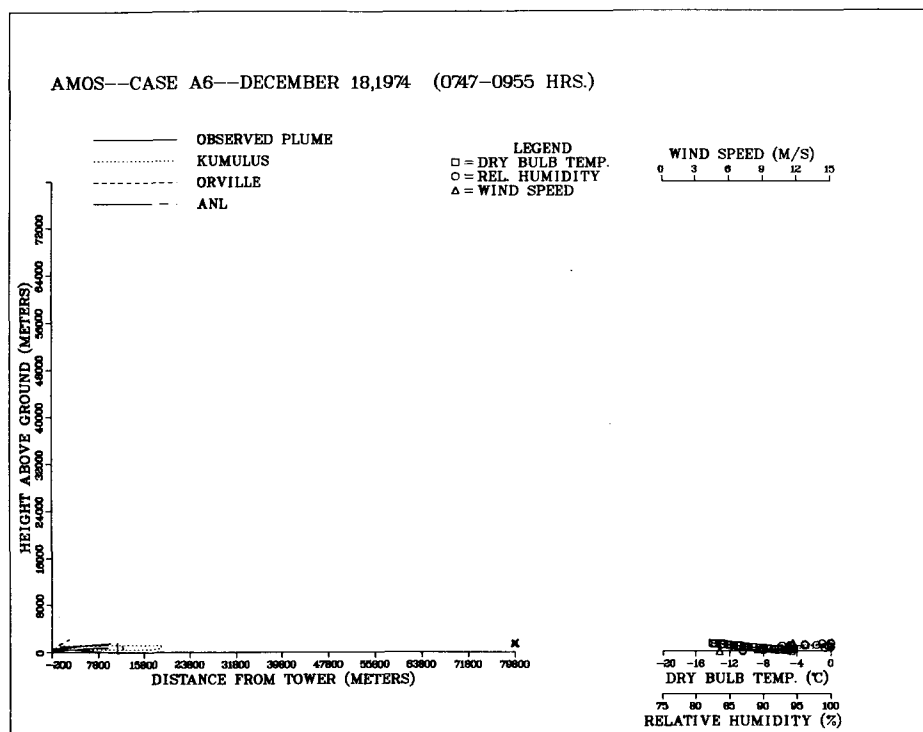 AMOS--CASE A6--DECEMBER 18,1974 (0747-0955 HRS.)
OBSERVED PLUME
KUMULUS
ORVILLE
ANL
LEGEND
□ = DRY BULB TEMP.
○ = REL. HUMIDITY
△ = WIND SPEED
WIND SPEED (M/S)
0 3 6 9 12 15
HEIGHT ABOVE GROUND (METERS)
0 8000 16000 24000 32000 40000 48000 56000 64000 72000
-200 7800 15800 23800 31800 39800 47800 55800 63800 71800 79800
DISTANCE FROM TOWER (METERS)
-20 -16 -12 -8 -4 0
DRY BULB TEMP. (℃)
75 80 85 90 95 100
RELATIVE HUMIDITY (%)